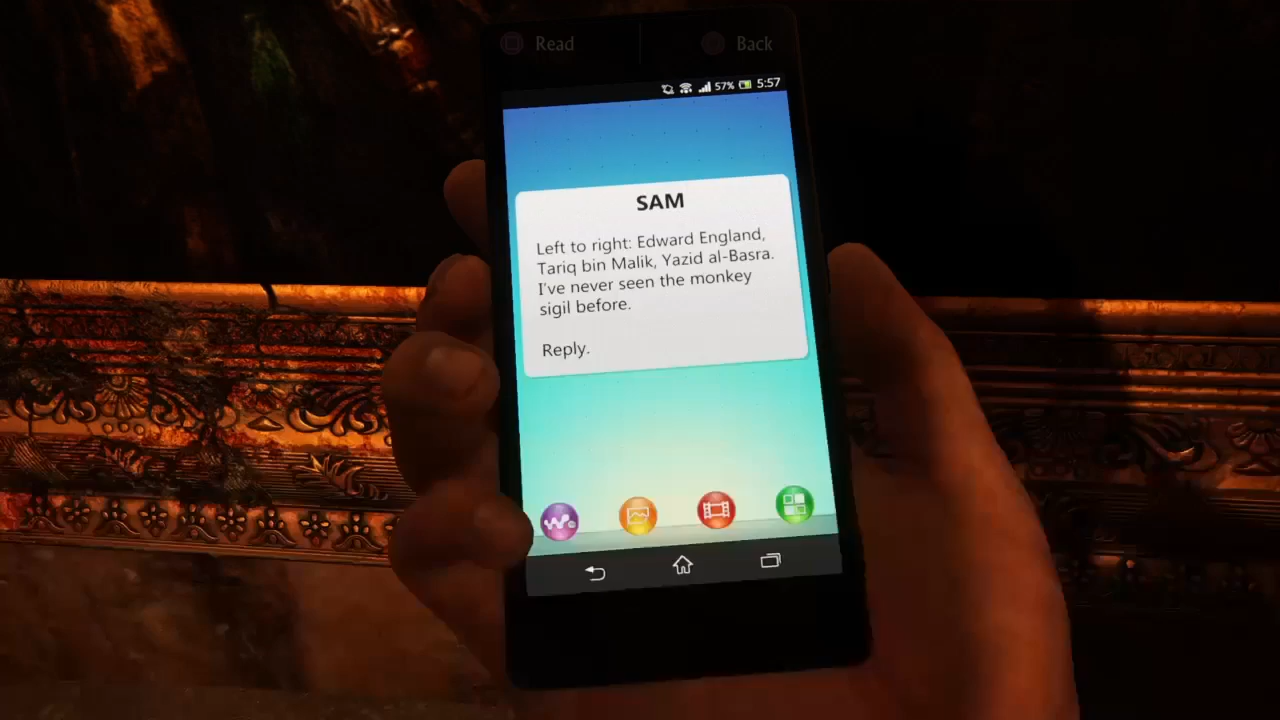 Read
Back
57%
5:57
SAM
Left to right: Edward England,
Tariq bin Malik, Yazid al-Basra.
I've never seen the monkey
sigil before.
Reply.